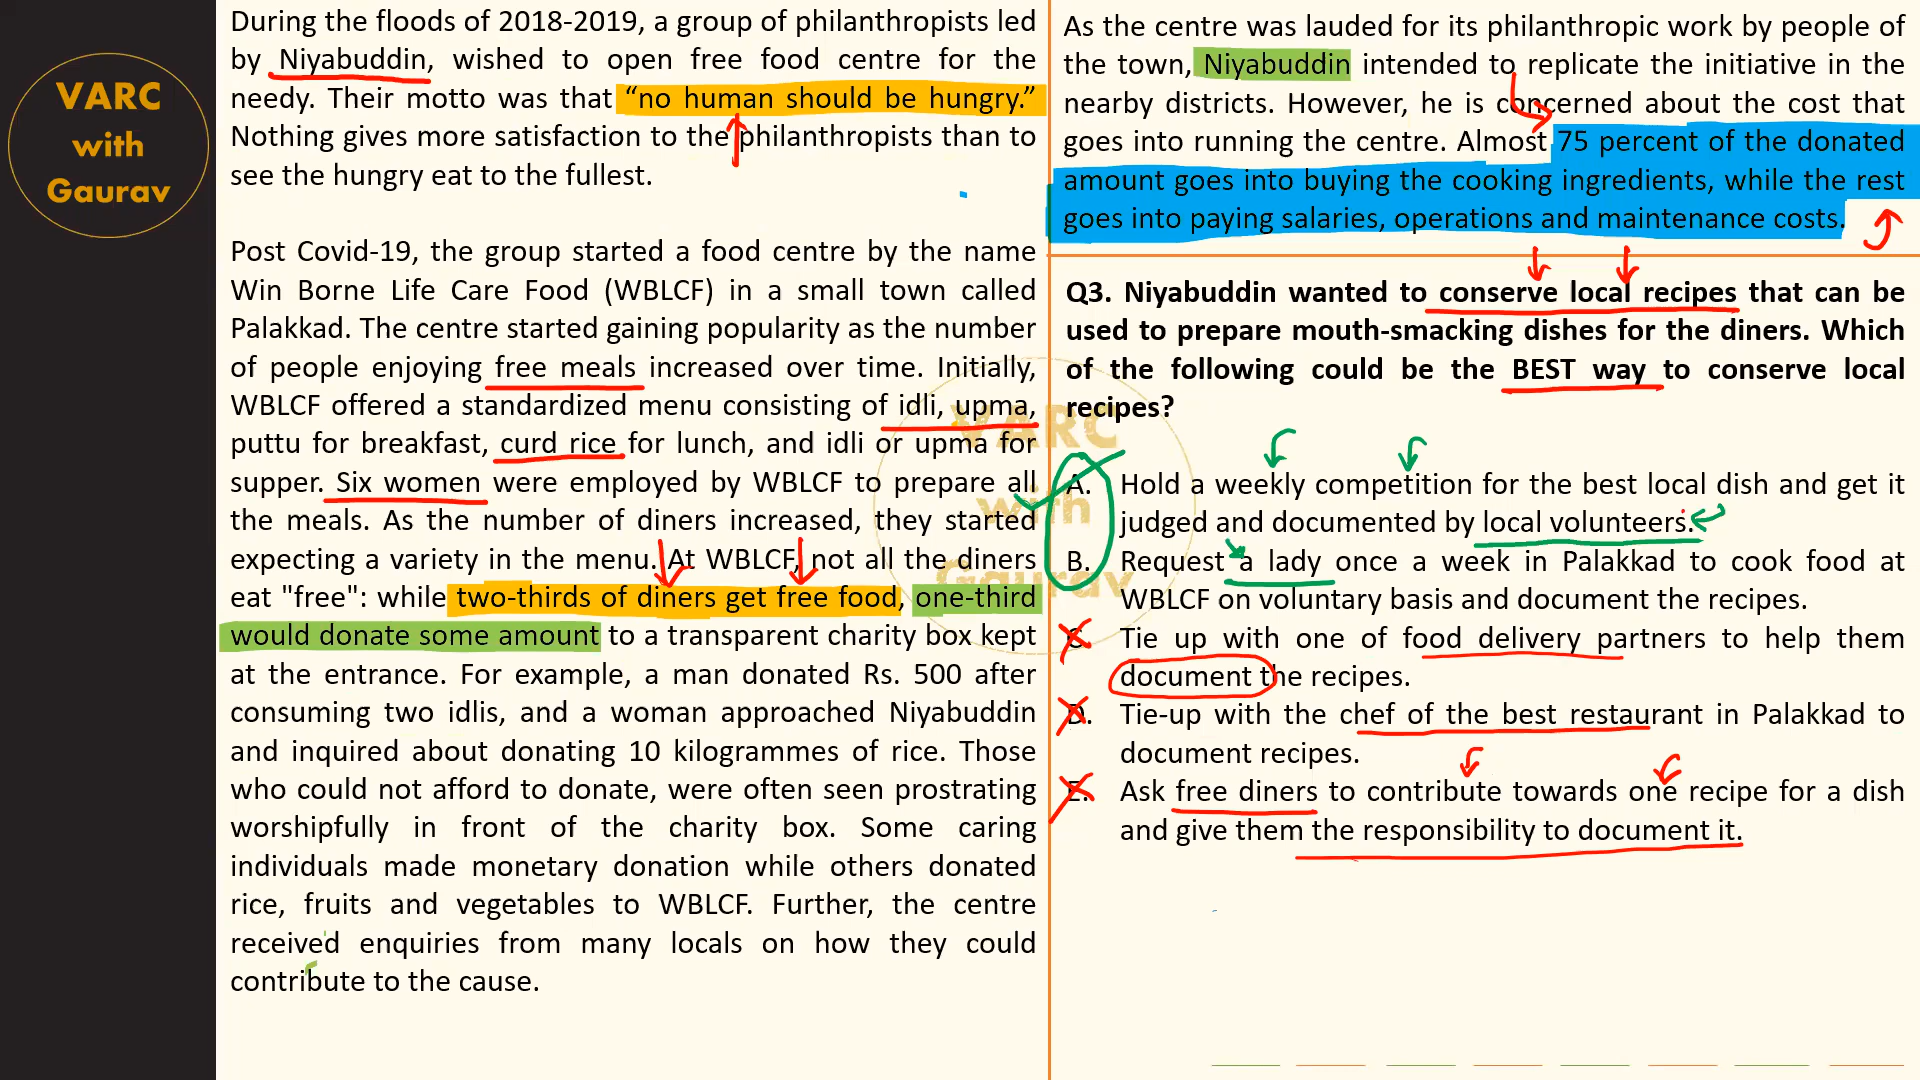 VARC
with
Gaurav
During the floods of 2018-2019, a group of philanthropists led
by Niyabuddin, wished to open free food centre for the
needy. Their motto was that “no human should be hungry.”
Nothing gives more satisfaction to the philanthropists than to
see the hungry eat to the fullest.
Post Covid-19, the group started a food centre by the name
Win Borne Life Care Food (WBLCF) in a small town called
Palakkad. The centre started gaining popularity as the number
of people enjoying free meals increased over time. Initially,
WBLCF offered a standardized menu consisting of idli, upma,
puttu for breakfast, curd rice for lunch, and idli or upma for
supper. Six women were employed by WBLCF to prepare all
the meals. As the number of diners increased, they started
expecting a variety in the menu. At WBLCF, not all the diners
eat "free": while two-thirds of diners get free food, one-third
would donate some amount to a transparent charity box kept
at the entrance. For example, a man donated Rs. 500 after
consuming two idlis, and a woman approached Niyabuddin
and inquired about donating 10 kilogrammes of rice. Those
who could not afford to donate, were often seen prostrating
worshipfully in front of the charity box. Some caring
individuals made monetary donation while others donated
rice, fruits and vegetables to WBLCF. Further, the centre
received enquiries from many locals on how they could
contribute to the cause.
As the centre was lauded for its philanthropic work by people of
the town, Niyabuddin intended to replicate the initiative in the
nearby districts. However, he is concerned about the cost that
goes into running the centre. Almost 75 percent of the donated
amount goes into buying the cooking ingredients, while the rest
goes into paying salaries, operations and maintenance costs.
Q3. Niyabuddin wanted to conserve local recipes that can be
used to prepare mouth-smacking dishes for the diners. Which
of the following could be the BEST way to conserve local
recipes?
A. Hold a weekly competition for the best local dish and get it
judged and documented by local volunteers.
B. Request a lady once a week in Palakkad to cook food at
WBLCF on voluntary basis and document the recipes.
C. Tie up with one of food delivery partners to help them
document the recipes.
D. Tie-up with the chef of the best restaurant in Palakkad to
document recipes.
E. Ask free diners to contribute towards one recipe for a dish
and give them the responsibility to document it.
VARC
with
Gaurav